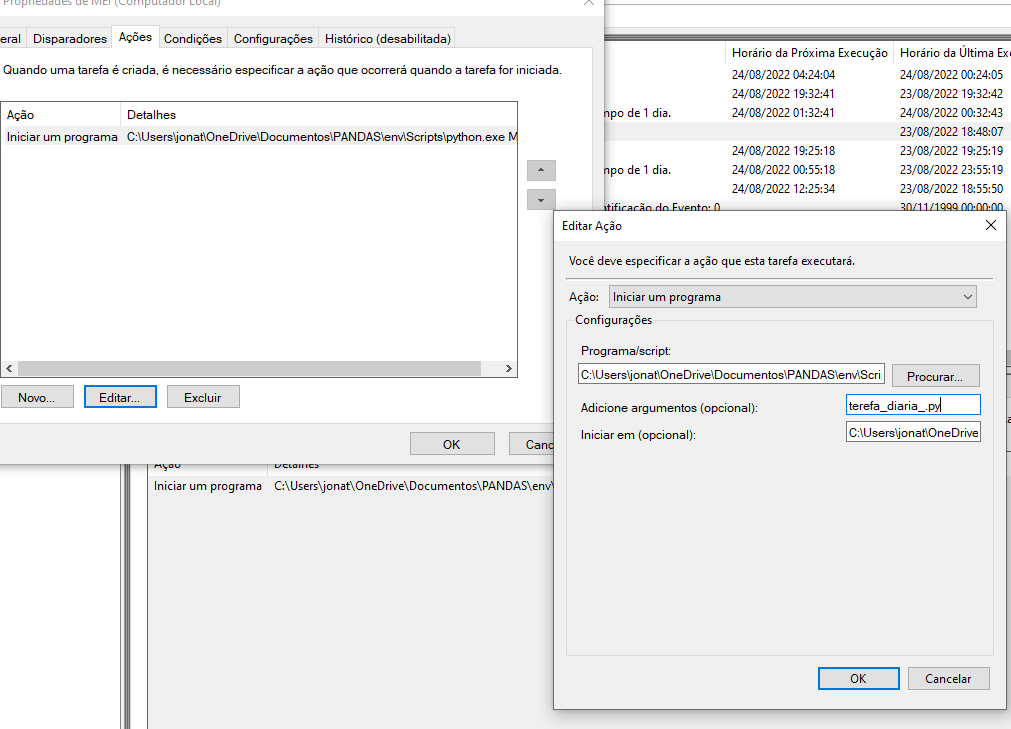 Propriedades de MEI (Computador Local)
eral Disparadores Ações Condições Configurações Histórico (desabilitada)
Quando uma tarefa é criada, é necessário especificar a ação que ocorrerá quando a tarefa for iniciada.
Ação Detalhes
Iniciar um programa C:\Users\jonat\OneDrive\Documentos\PANDAS\env\Scripts\python.exe M
Novo... Editar... Excluir
OK Canc
Horário da Próxima Execução Horário da Última Exe
24/08/2022 04:24:04 24/08/2022 00:24:05
24/08/2022 19:32:41 23/08/2022 19:32:42
mpo de 1 dia. 24/08/2022 01:32:41 24/08/2022 00:32:43
23/08/2022 18:48:07
24/08/2022 19:25:18 23/08/2022 19:25:19
mpo de 1 dia. 24/08/2022 00:55:18 23/08/2022 23:55:19
24/08/2022 12:25:34 23/08/2022 18:55:50
ntificação do Evento: 0 30/11/1999 00:00:00
Editar Ação
Você deve especificar a ação que esta tarefa executará.
Ação: Iniciar um programa
Configurações
Programa/script:
C:\Users\jonat\OneDrive\Documentos\PANDAS\env\Scri Procurar...
Adicione argumentos (opcional): terefa_diaria_.py
Iniciar em (opcional): C:\Users\jonat\OneDrive
OK Cancelar
Ação Detalhes
Iniciar um programa C:\Users\jonat\OneDrive\Documentos\PANDAS\env\